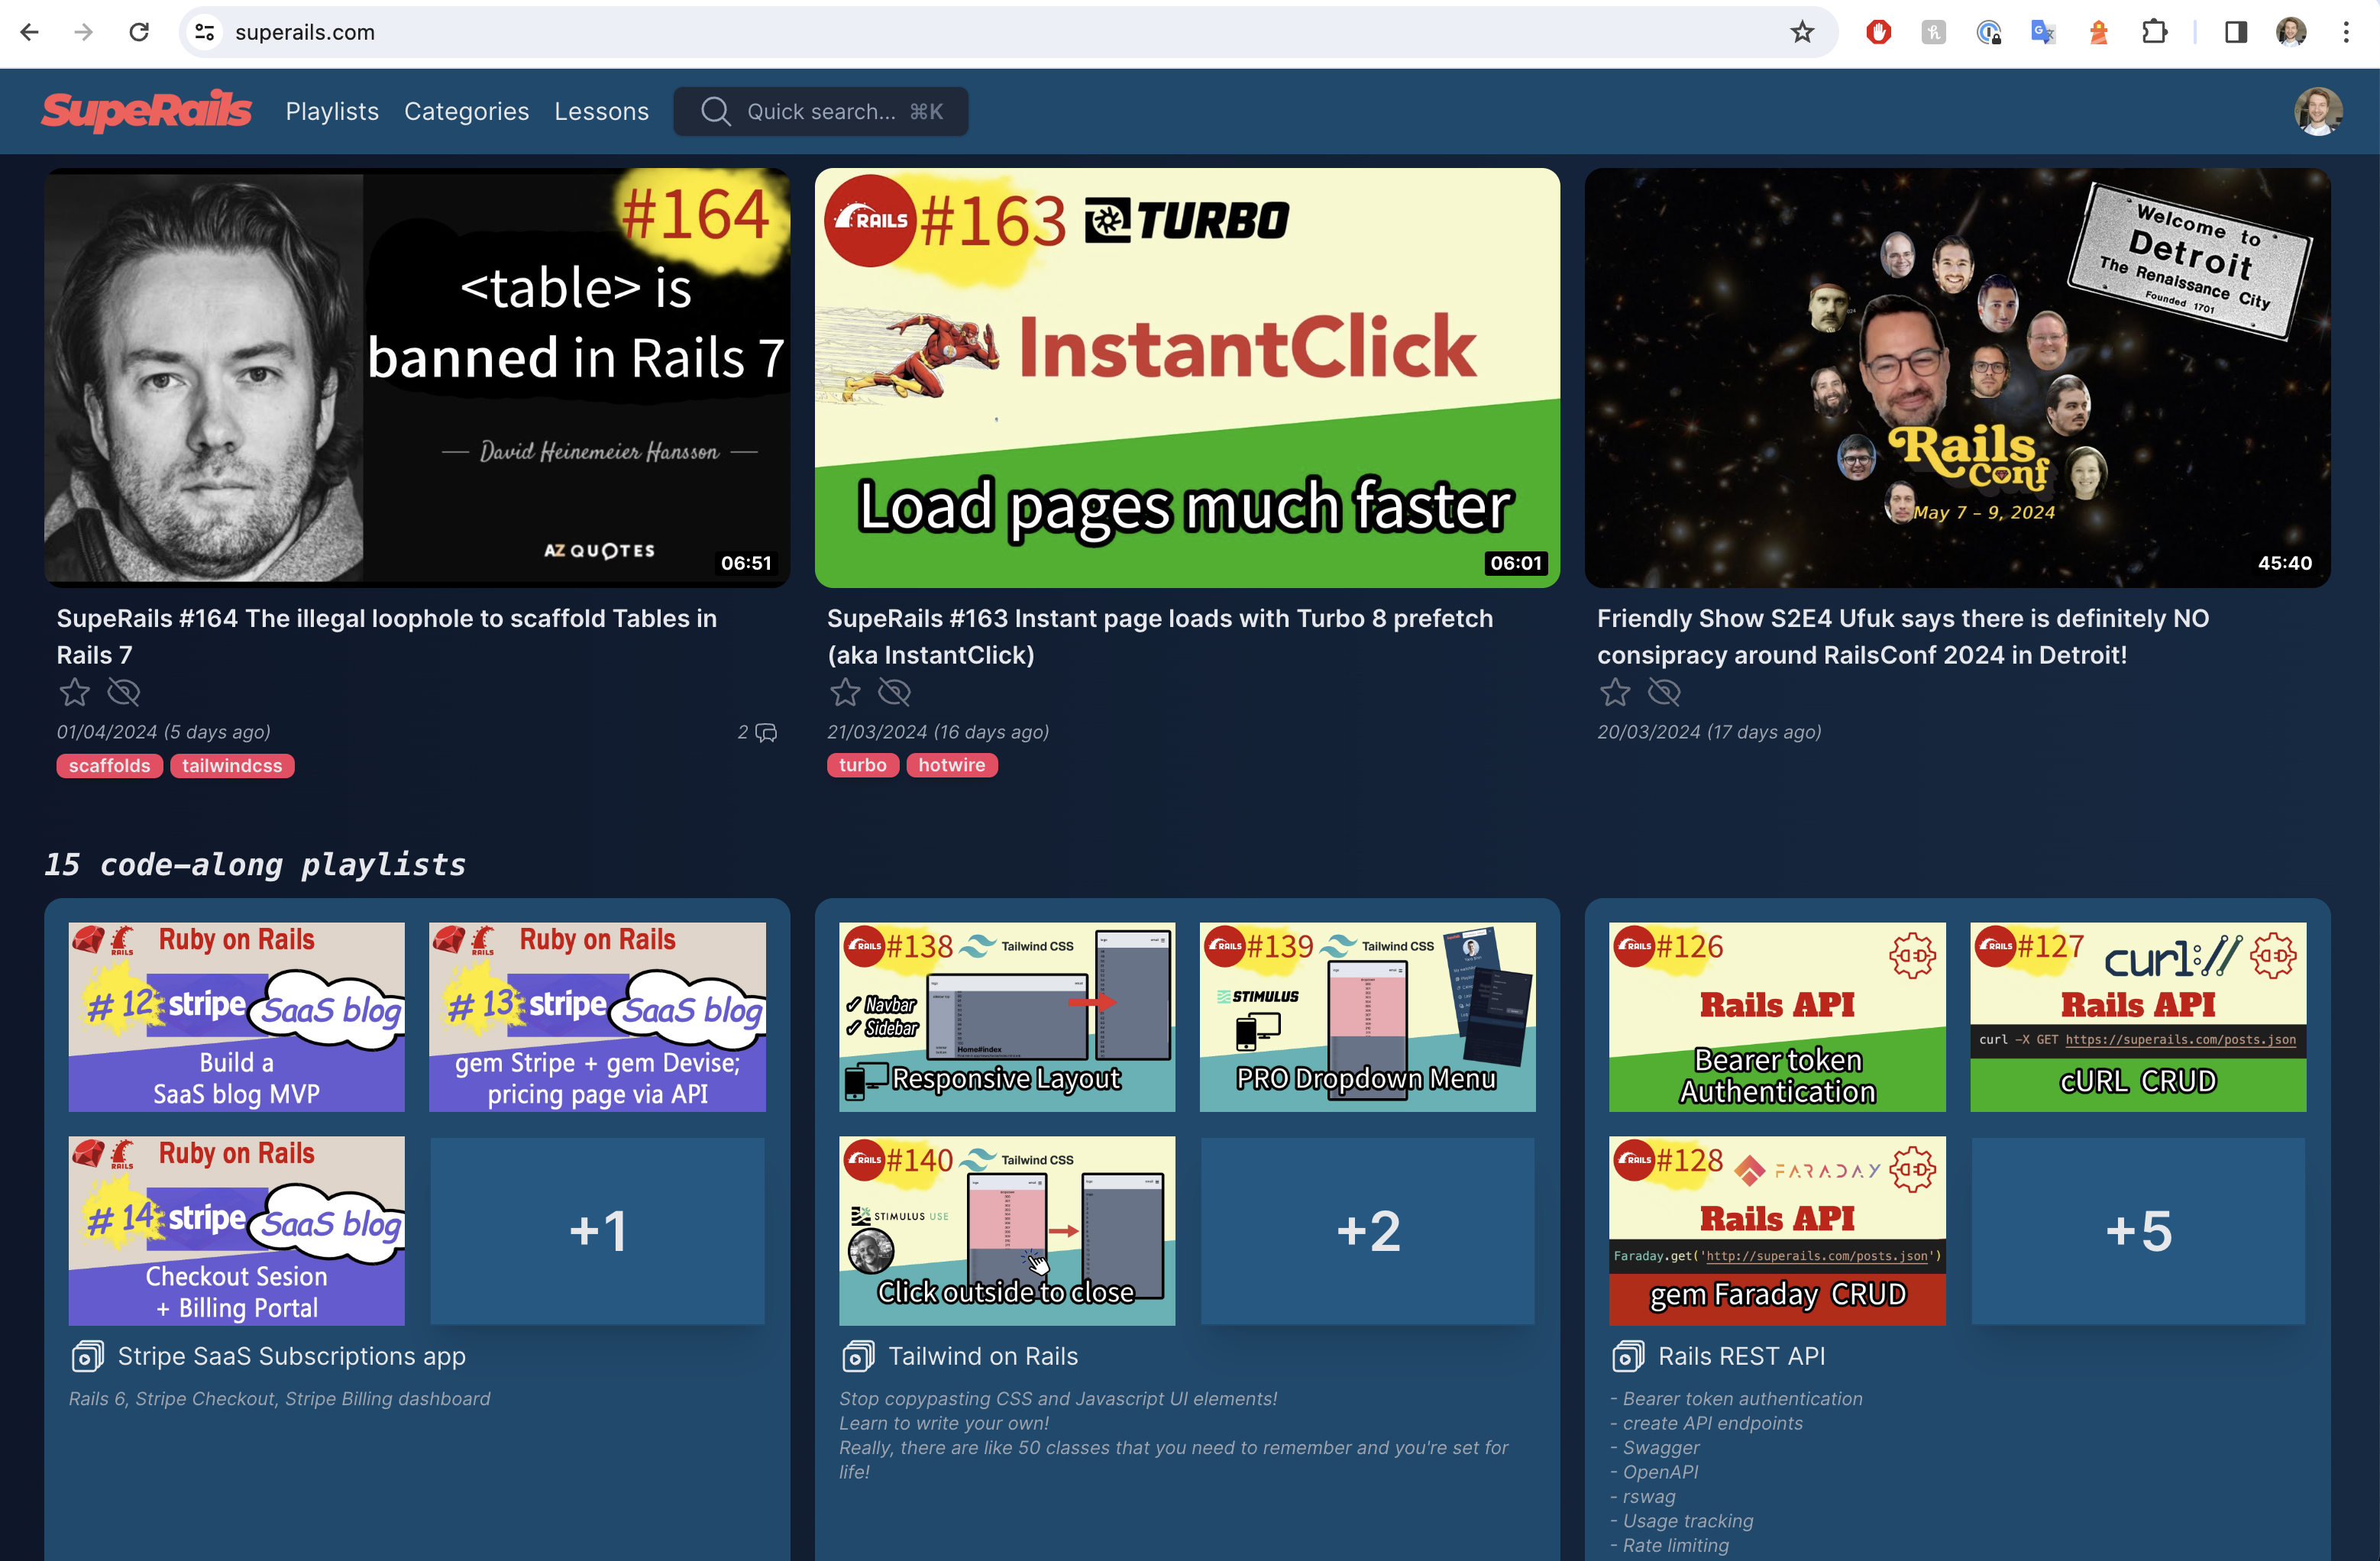 superails.com
SupeRails
Playlists
Categories
Lessons
Quick search... ⌘K
#164
<table> is
banned in Rails 7
— David Heinemeier Hansson —
AZ QUOTES
06:51
SupeRails #164 The illegal loophole to scaffold Tables in
Rails 7
01/04/2024 (5 days ago)
2
scaffolds
tailwindcss
RAILS
#163
TURBO
InstantClick
Load pages much faster
06:01
SupeRails #163 Instant page loads with Turbo 8 prefetch
(aka InstantClick)
21/03/2024 (16 days ago)
turbo
hotwire
Welcome to
Detroit
The Renaissance City
Founded 1701
Rails
Conf
May 7 – 9, 2024
45:40
Friendly Show S2E4 Ufuk says there is definitely NO
consipracy around RailsConf 2024 in Detroit!
20/03/2024 (17 days ago)
15 code-along playlists
RAILS
Ruby on Rails
# 12
stripe
SaaS blog
Build a
SaaS blog MVP
RAILS
Ruby on Rails
# 13
stripe
SaaS blog
gem Stripe + gem Devise;
pricing page via API
RAILS
Ruby on Rails
# 14
stripe
SaaS blog
Checkout Sesion
+ Billing Portal
+1
Stripe SaaS Subscriptions app
Rails 6, Stripe Checkout, Stripe Billing dashboard
RAILS
#138
Tailwind CSS
✓ Navbar
✓ Sidebar
Home#index
Responsive Layout
RAILS
#139
Tailwind CSS
STIMULUS
PRO Dropdown Menu
RAILS
#140
Tailwind CSS
STIMULUS USE
Click outside to close
+2
Tailwind on Rails
Stop copypasting CSS and Javascript UI elements!
Learn to write your own!
Really, there are like 50 classes that you need to remember and you're set for
life!
RAILS
#126
Rails API
Bearer token
Authentication
RAILS
#127
curl://
Rails API
curl -X GET https://superails.com/posts.json
cURL CRUD
RAILS
#128
FARADAY
Rails API
Faraday.get('http://superails.com/posts.json')
gem Faraday CRUD
+5
Rails REST API
- Bearer token authentication
- create API endpoints
- Swagger
- OpenAPI
- rswag
- Usage tracking
- Rate limiting